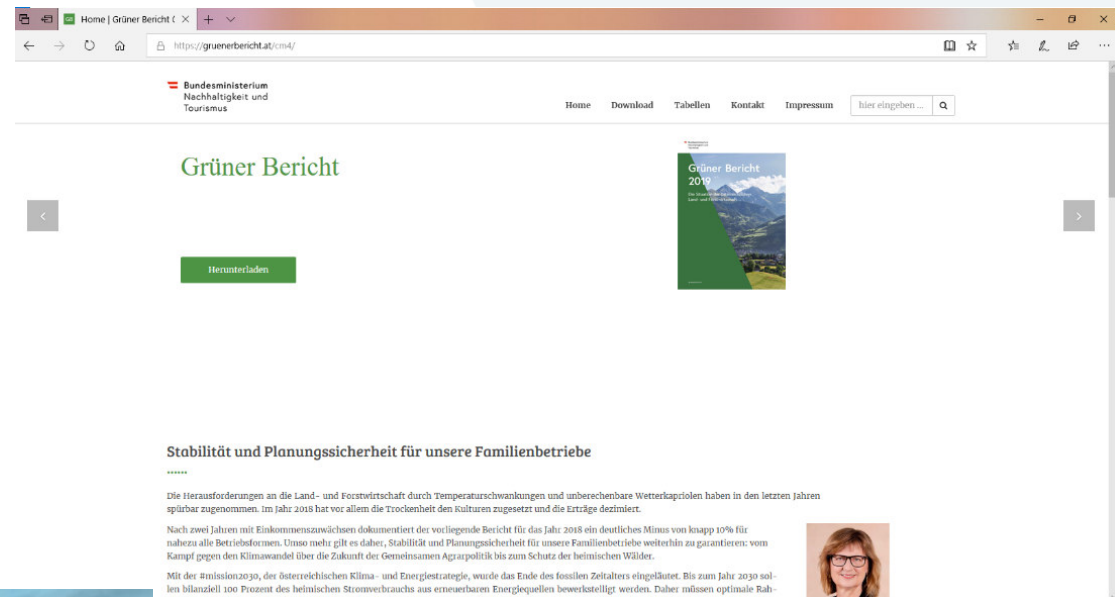 Home | Grüner Bericht
https://gruenerbericht.at/cm4/
Bundesministerium
Nachhaltigkeit und
Tourismus
Home Download Tabellen Kontakt Impressum hier eingeben ...
Grüner Bericht
Grüner Bericht
2019
Herunterladen
Stabilität und Planungssicherheit für unsere Familienbetriebe
Die Herausforderungen an die Land- und Forstwirtschaft durch Temperaturschwankungen und unberechenbare Wetterkapriolen haben in den letzten Jahren
spürbar zugenommen. Im Jahr 2018 hat vor allem die Trockenheit den Kulturen zugesetzt und die Erträge dezimiert.
Nach zwei Jahren mit Einkommenszuwächsen dokumentiert der vorliegende Bericht für das Jahr 2018 ein deutliches Minus von knapp 10% für
nahezu alle Betriebsformen. Umso mehr gilt es daher, Stabilität und Planungssicherheit für unsere Familienbetriebe weiterhin zu garantieren: vom
Kampf gegen den Klimawandel über die Zukunft der Gemeinsamen Agrarpolitik bis zum Schutz der heimischen Wälder.
Mit der #mission2030, der österreichischen Klima- und Energiestrategie, wurde das Ende des fossilen Zeitalters eingeläutet. Bis zum Jahr 2030 sol-
len bilanziell 100 Prozent des heimischen Stromverbrauchs aus erneuerbaren Energiequellen bewerkstelligt werden. Daher müssen optimale Rah-